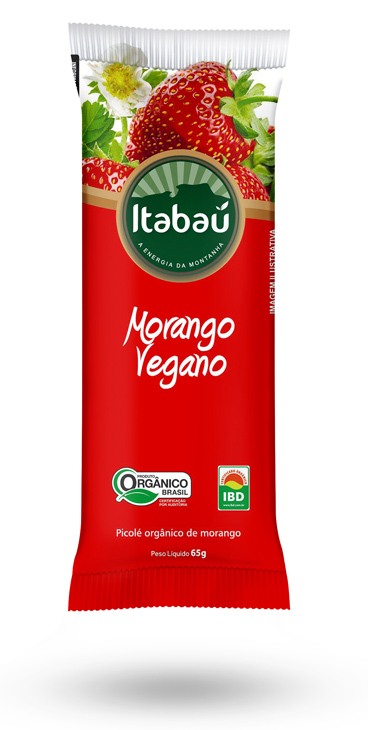 Itabaú
A ENERGIA DA MONTANHA
IMAGEM ILUSTRATIVA
Morango
Vegano
PRODUTO
ORGÂNICO
BRASIL
CERTIFICAÇÃO
POR AUDITORIA
IBD
Picolé orgânico de morango
Peso Líquido 65g